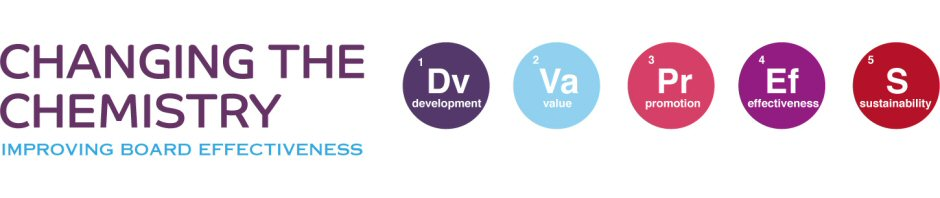 CHANGING THE
CHEMISTRY
IMPROVING BOARD EFFECTIVENESS
1
Dv
development
2
Va
value
3
Pr
promotion
4
Ef
effectiveness
5
S
sustainability